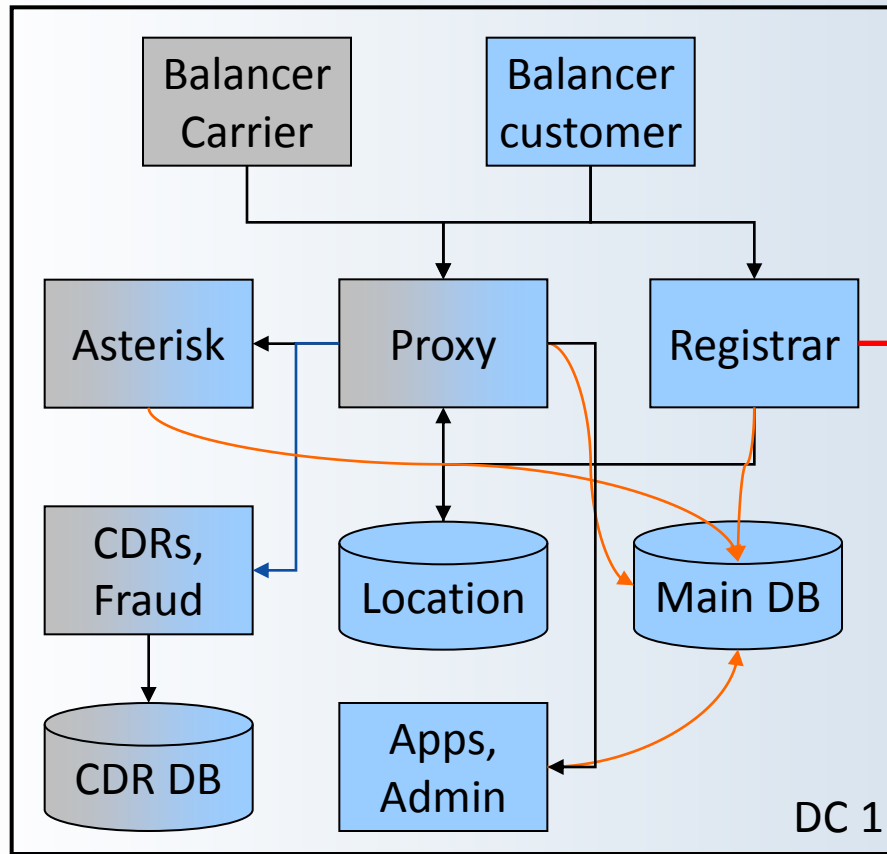 Balancer
Carrier
Balancer
customer
Asterisk
Proxy
Registrar
CDRs,
Fraud
Location
Main DB
CDR DB
Apps,
Admin
DC 1